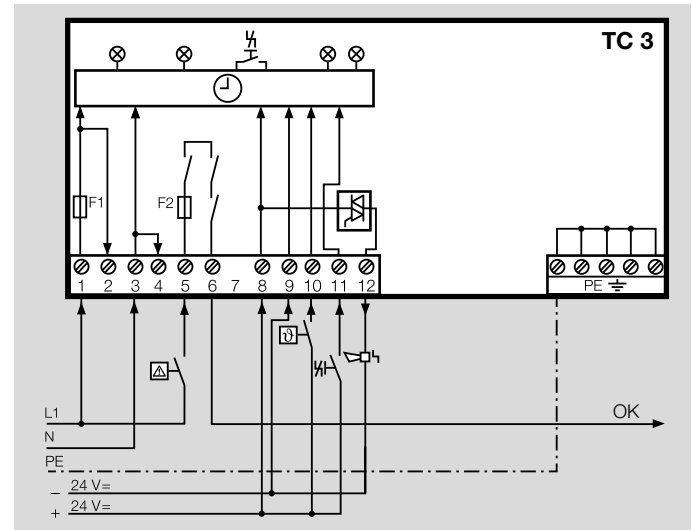 TC 3
F1
F2
1 2 3 4 5 6 7 8 9 10 11 12
PE
ϑ
L1
OK
N
PE
– 24 V=
+ 24 V=